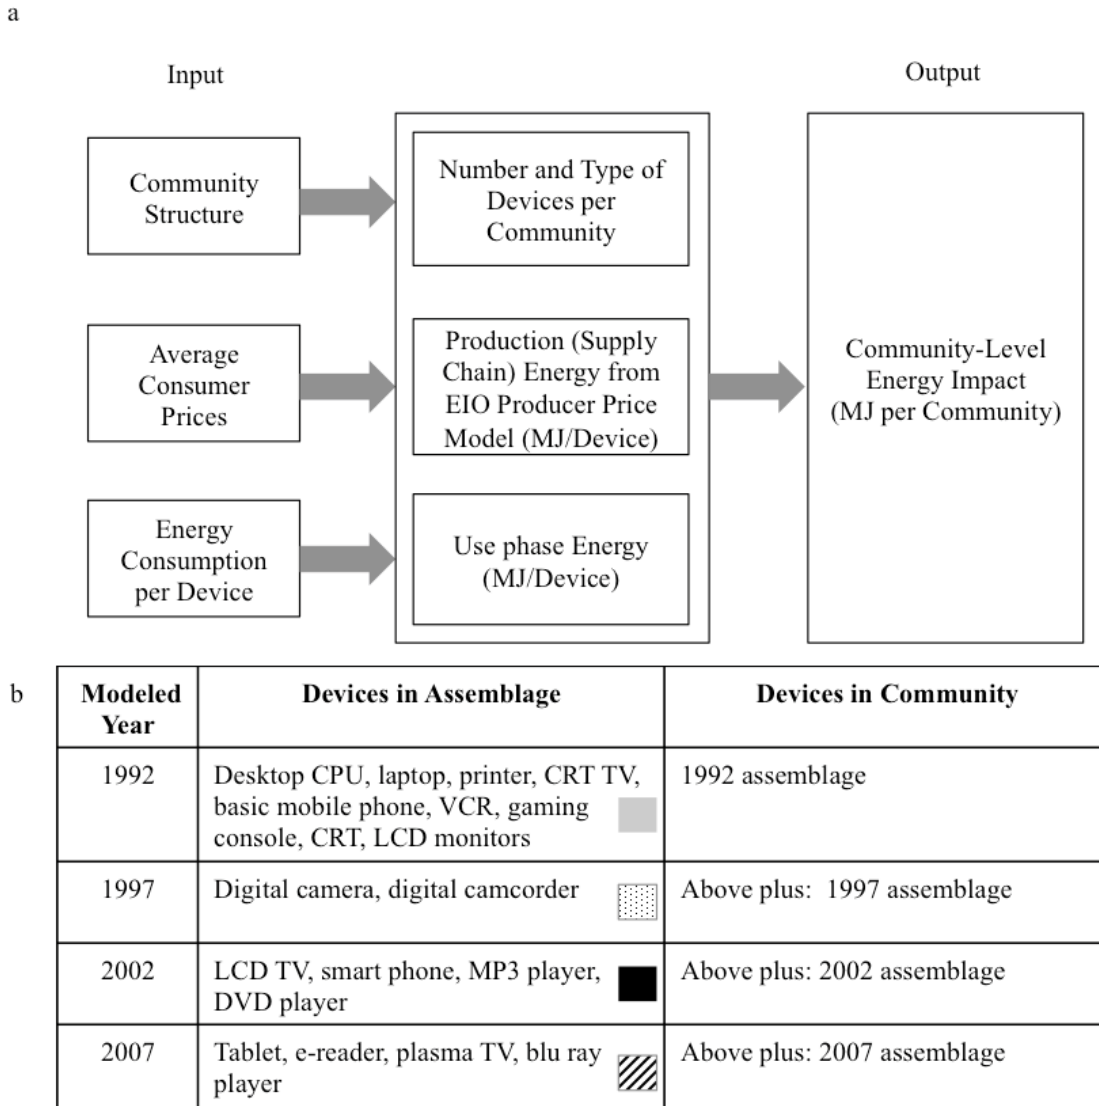 a
Input
Output
Community
Structure
Number and Type of
Devices per
Community
Average
Consumer
Prices
Production (Supply
Chain) Energy from
EIO Producer Price
Model (MJ/Device)
Energy
Consumption
per Device
Use phase Energy
(MJ/Device)
Community-Level
Energy Impact
(MJ per Community)
b
Modeled
Year
Devices in Assemblage
Devices in Community
1992
Desktop CPU, laptop, printer, CRT TV,
basic mobile phone, VCR, gaming
console, CRT, LCD monitors
1992 assemblage
1997
Digital camera, digital camcorder
Above plus: 1997 assemblage
2002
LCD TV, smart phone, MP3 player,
DVD player
Above plus: 2002 assemblage
2007
Tablet, e-reader, plasma TV, blu ray
player
Above plus: 2007 assemblage